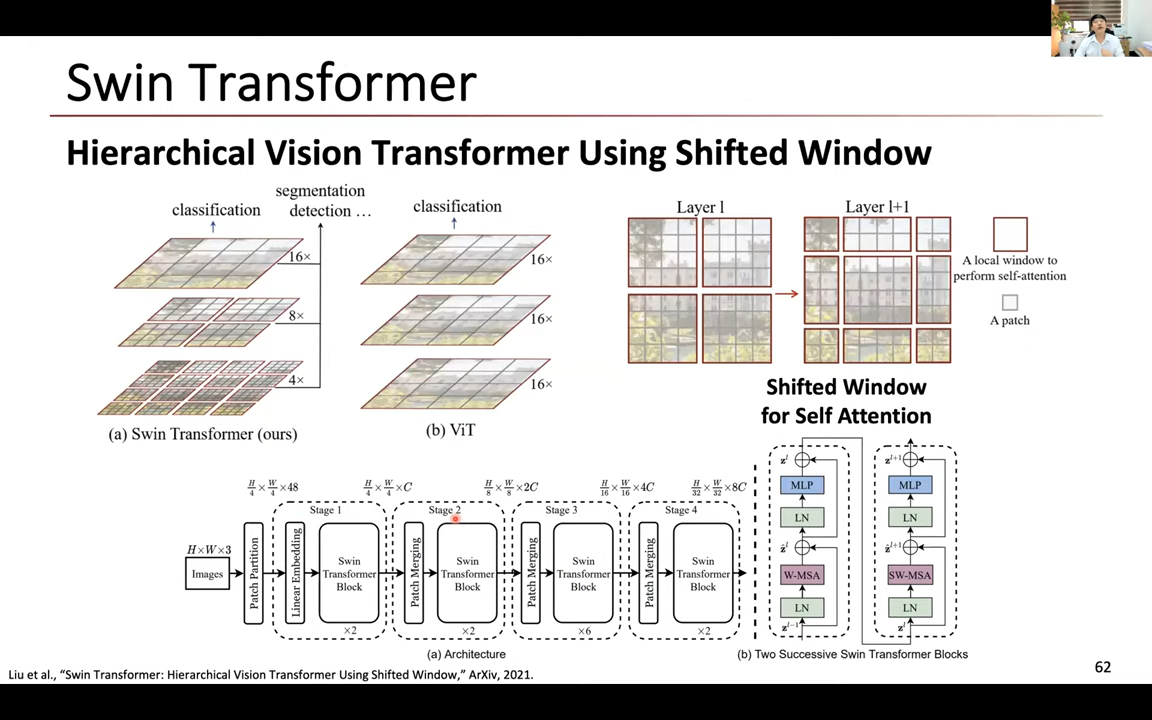 Swin Transformer
Hierarchical Vision Transformer Using Shifted Window
classification
segmentation
detection ...
16×
8×
4×
(a) Swin Transformer (ours)
classification
16×
16×
16×
(b) ViT
Layer l
Layer l+1
A local window to
perform self-attention
A patch
Shifted Window
for Self Attention
H/4 × W/4 × 48
H/4 × W/4 × C
H/8 × W/8 × 2C
H/16 × W/16 × 4C
H/32 × W/32 × 8C
Stage 1
Stage 2
Stage 3
Stage 4
H×W×3
Images
Patch Partition
Linear Embedding
Swin
Transformer
Block
×2
Patch Merging
Swin
Transformer
Block
×2
Patch Merging
Swin
Transformer
Block
×6
Patch Merging
Swin
Transformer
Block
×2
(a) Architecture
z^l
MLP
LN
ẑ^l
W-MSA
LN
z^{l-1}
z^{l+1}
MLP
LN
ẑ^{l+1}
SW-MSA
LN
z^l
(b) Two Successive Swin Transformer Blocks
Liu et al., “Swin Transformer: Hierarchical Vision Transformer Using Shifted Window,” ArXiv, 2021.
62